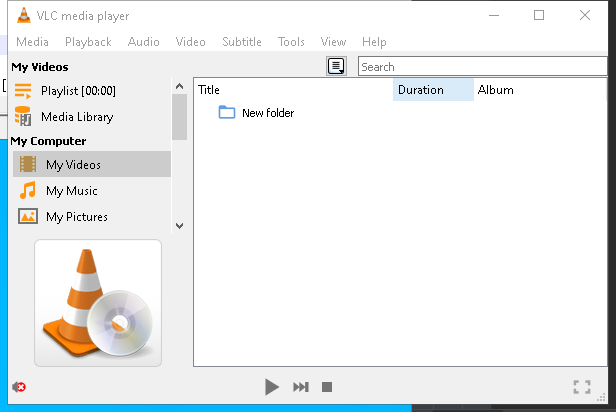 VLC media player
Media Playback Audio Video Subtitle Tools View Help
My Videos
Search
Playlist [00:00]
Media Library
My Computer
My Videos
My Music
My Pictures
Title Duration Album
New folder